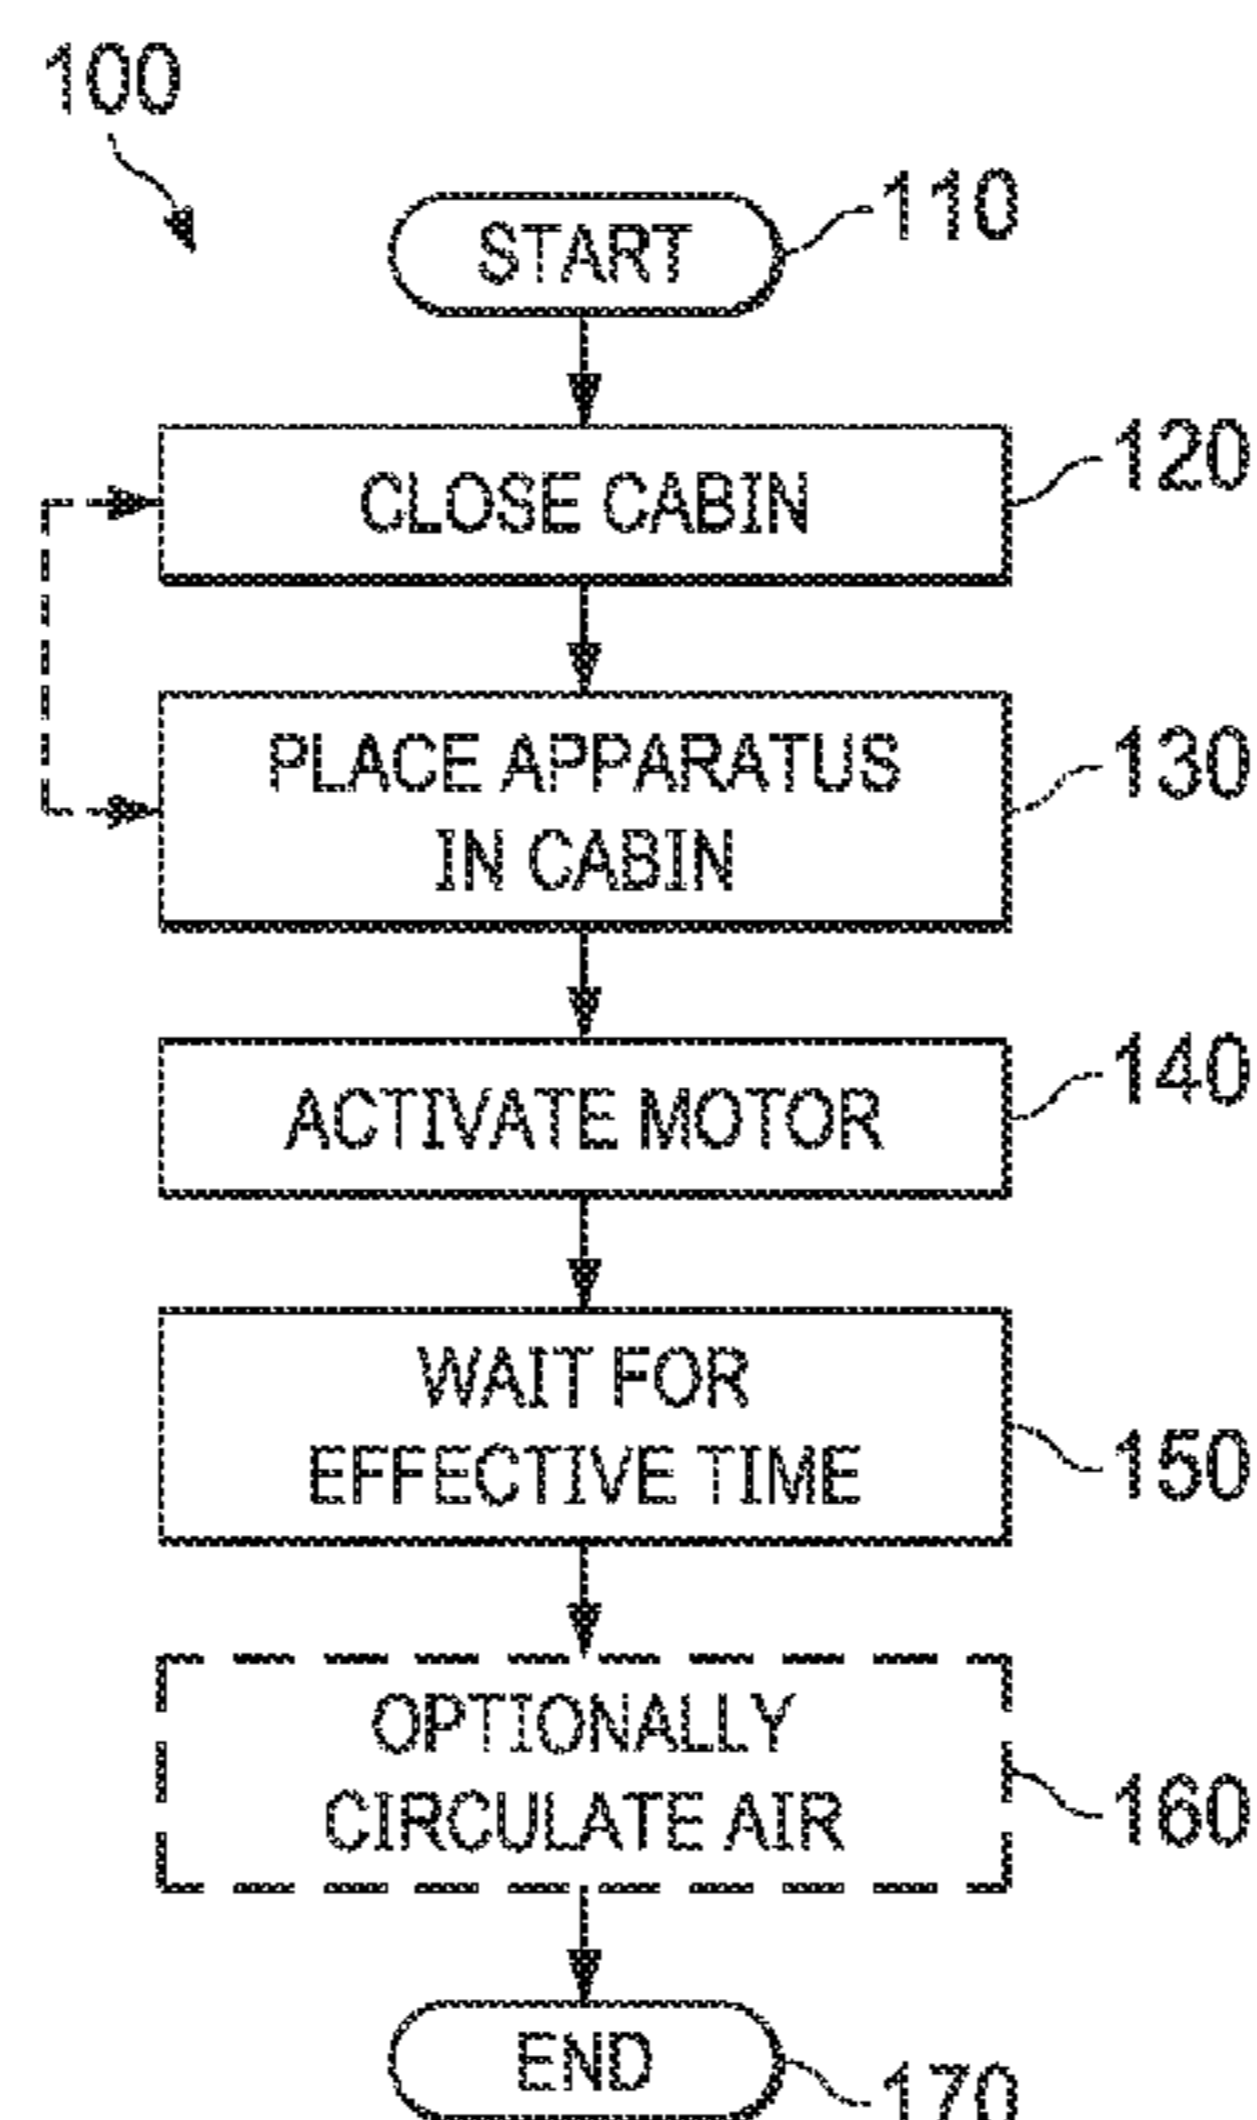 100
START
110
CLOSE CABIN
120
PLACE APPARATUS
IN CABIN
130
ACTIVATE MOTOR
140
WAIT FOR
EFFECTIVE TIME
150
OPTIONALLY
CIRCULATE AIR
160
END
170